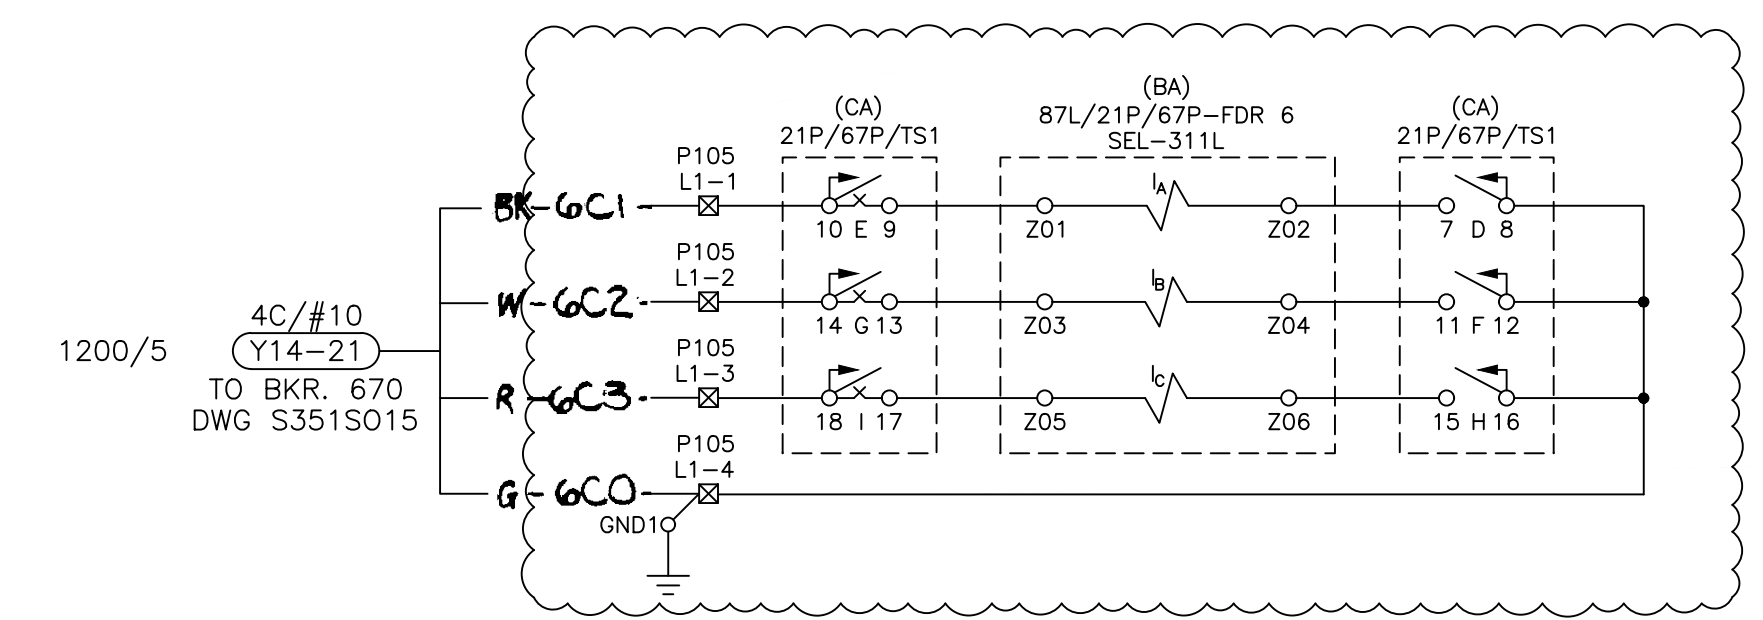 (CA)
21P/67P/TS1
(BA)
87L/21P/67P-FDR 6
SEL-311L
(CA)
21P/67P/TS1
P105
L1-1
BK-6C1-
IA
10 E 9
Z01
Z02
7 D 8
P105
L1-2
W-6C2-
IB
14 G 13
Z03
Z04
11 F 12
1200/5
4C/#10
Y14-21
TO BKR. 670
DWG S351S015
P105
L1-3
R-6C3-
IC
18 I 17
Z05
Z06
15 H 16
P105
L1-4
G-6C0-
GND1